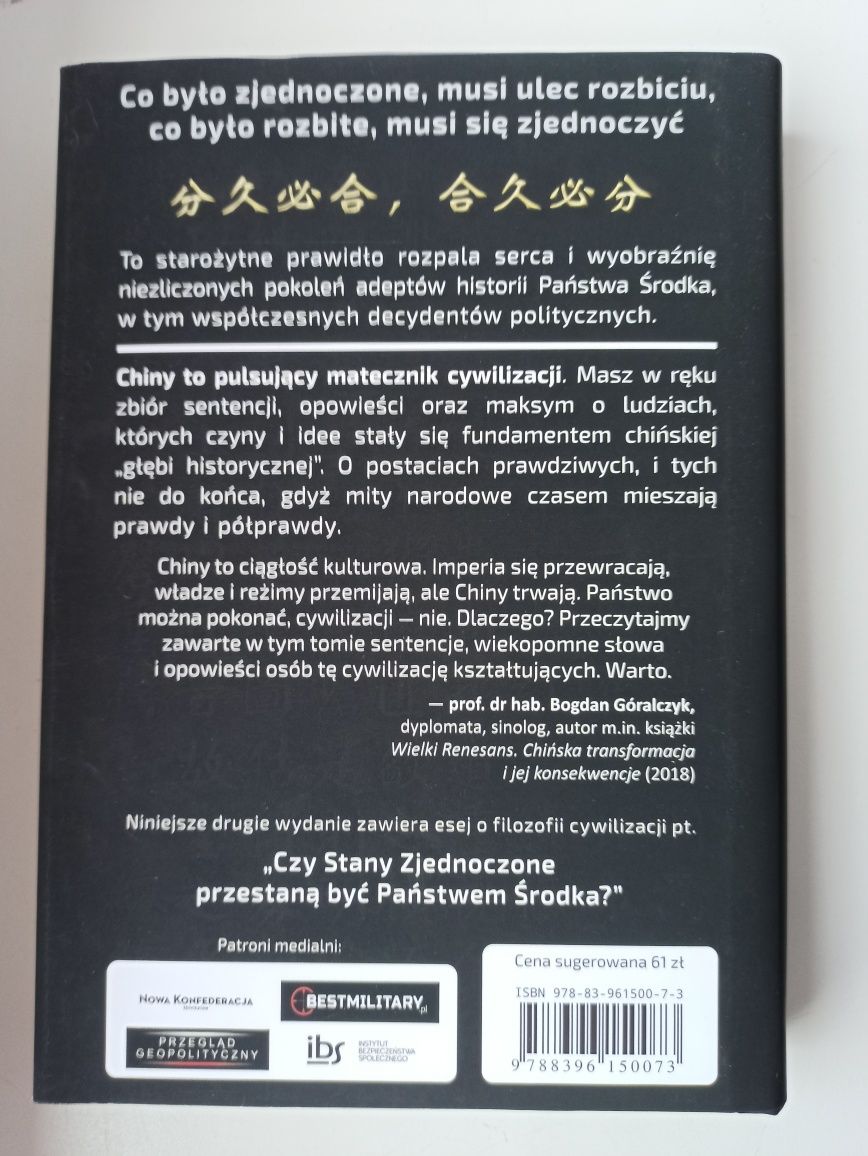 Co było zjednoczone, musi ulec rozbiciu,
co było rozbite, musi się zjednoczyć
分久必合，合久必分
To starożytne prawidło rozpala serca i wyobraźnię
niezliczonych pokoleń adeptów historii Państwa Środka,
w tym współczesnych decydentów politycznych.
Chiny to pulsujący matecznik cywilizacji. Masz w ręku
zbiór sentencji, opowieści oraz maksym o ludziach,
których czyny i idee stały się fundamentem chińskiej
„głębi historycznej”. O postaciach prawdziwych, i tych
nie do końca, gdyż mity narodowe czasem mieszają
prawdy i półprawdy.
Chiny to ciągłość kulturowa. Imperia się przewracają,
władze i reżimy przemijają, ale Chiny trwają. Państwo
można pokonać, cywilizacji — nie. Dlaczego? Przeczytajmy
zawarte w tym tomie sentencje, wiekopomne słowa
i opowieści osób tę cywilizację kształtujących. Warto.
— prof. dr hab. Bogdan Góralczyk,
dyplomata, sinolog, autor m.in. książki
Wielki Renesans. Chińska transformacja
i jej konsekwencje (2018)
Niniejsze drugie wydanie zawiera esej o filozofii cywilizacji pt.
„Czy Stany Zjednoczone
przestaną być Państwem Środka?”
Patroni medialni:
NOWA KONFEDERACJA
BESTMILITARY.pl
PRZEGLĄD
GEOPOLITYCZNY
ibs
INSTYTUT
BEZPIECZEŃSTWA
SPOŁECZNEGO
Cena sugerowana 61 zł
ISBN 978-83-961500-7-3
9 788396 150073